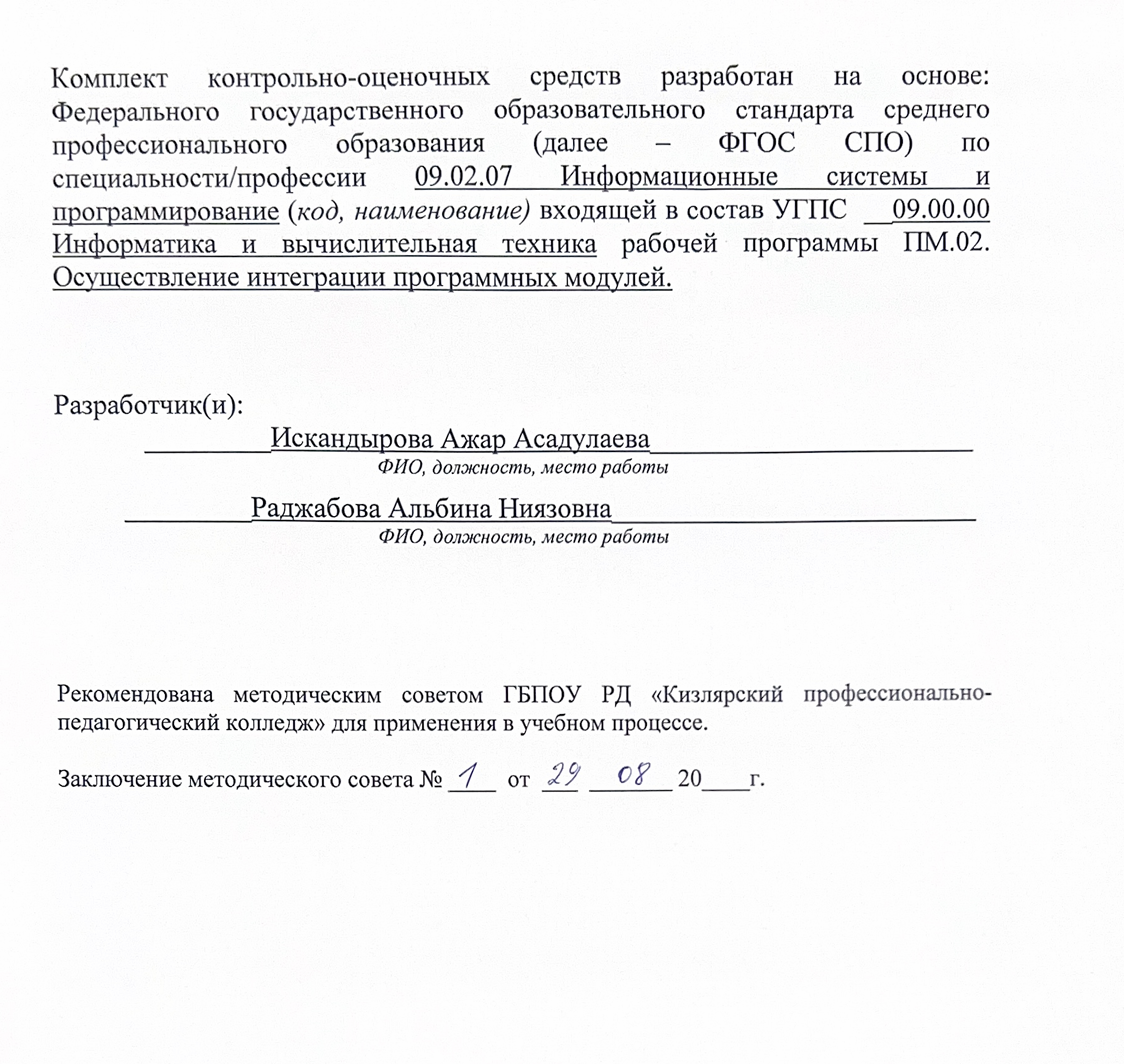 Комплект контрольно-оценочных средств разработан на основе:
Федерального государственного образовательного стандарта среднего
профессионального образования (далее – ФГОС СПО) по
специальности/профессии 09.02.07 Информационные системы и
программирование (код, наименование) входящей в состав УГПС __09.00.00
Информатика и вычислительная техника рабочей программы ПМ.02.
Осуществление интеграции программных модулей.
Разработчик(и):
Искандырова Ажар Асадулаева
ФИО, должность, место работы
Раджабова Альбина Ниязовна
ФИО, должность, место работы
Рекомендована методическим советом ГБПОУ РД «Кизлярский профессионально-
педагогический колледж» для применения в учебном процессе.
Заключение методического совета № 1 от 29 08 20____г.